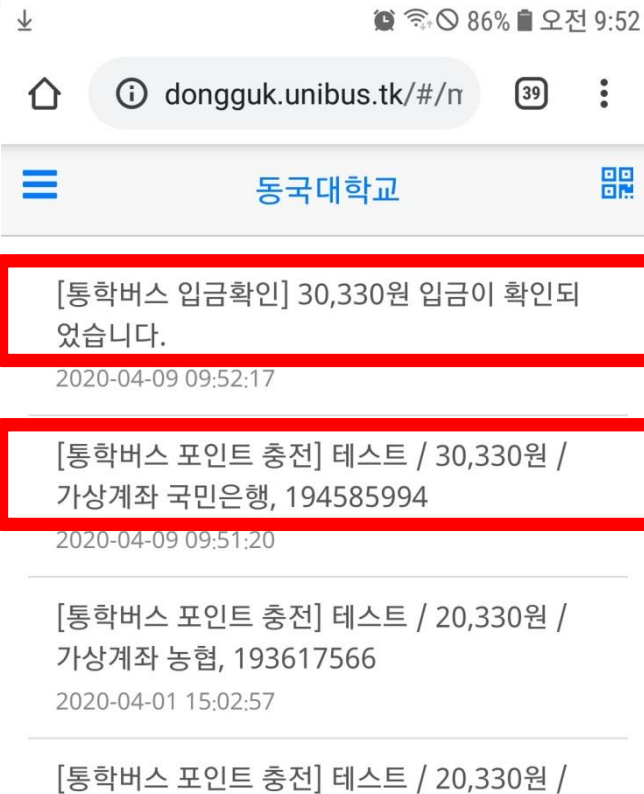 86% 오전 9:52
dongguk.unibus.tk/#/m
39
동국대학교
[통학버스 입금확인] 30,330원 입금이 확인되
었습니다.
2020-04-09 09:52:17
[통학버스 포인트 충전] 테스트 / 30,330원 /
가상계좌 국민은행, 194585994
2020-04-09 09:51:20
[통학버스 포인트 충전] 테스트 / 20,330원 /
가상계좌 농협, 193617566
2020-04-01 15:02:57
[통학버스 포인트 충전] 테스트 / 20,330원 /